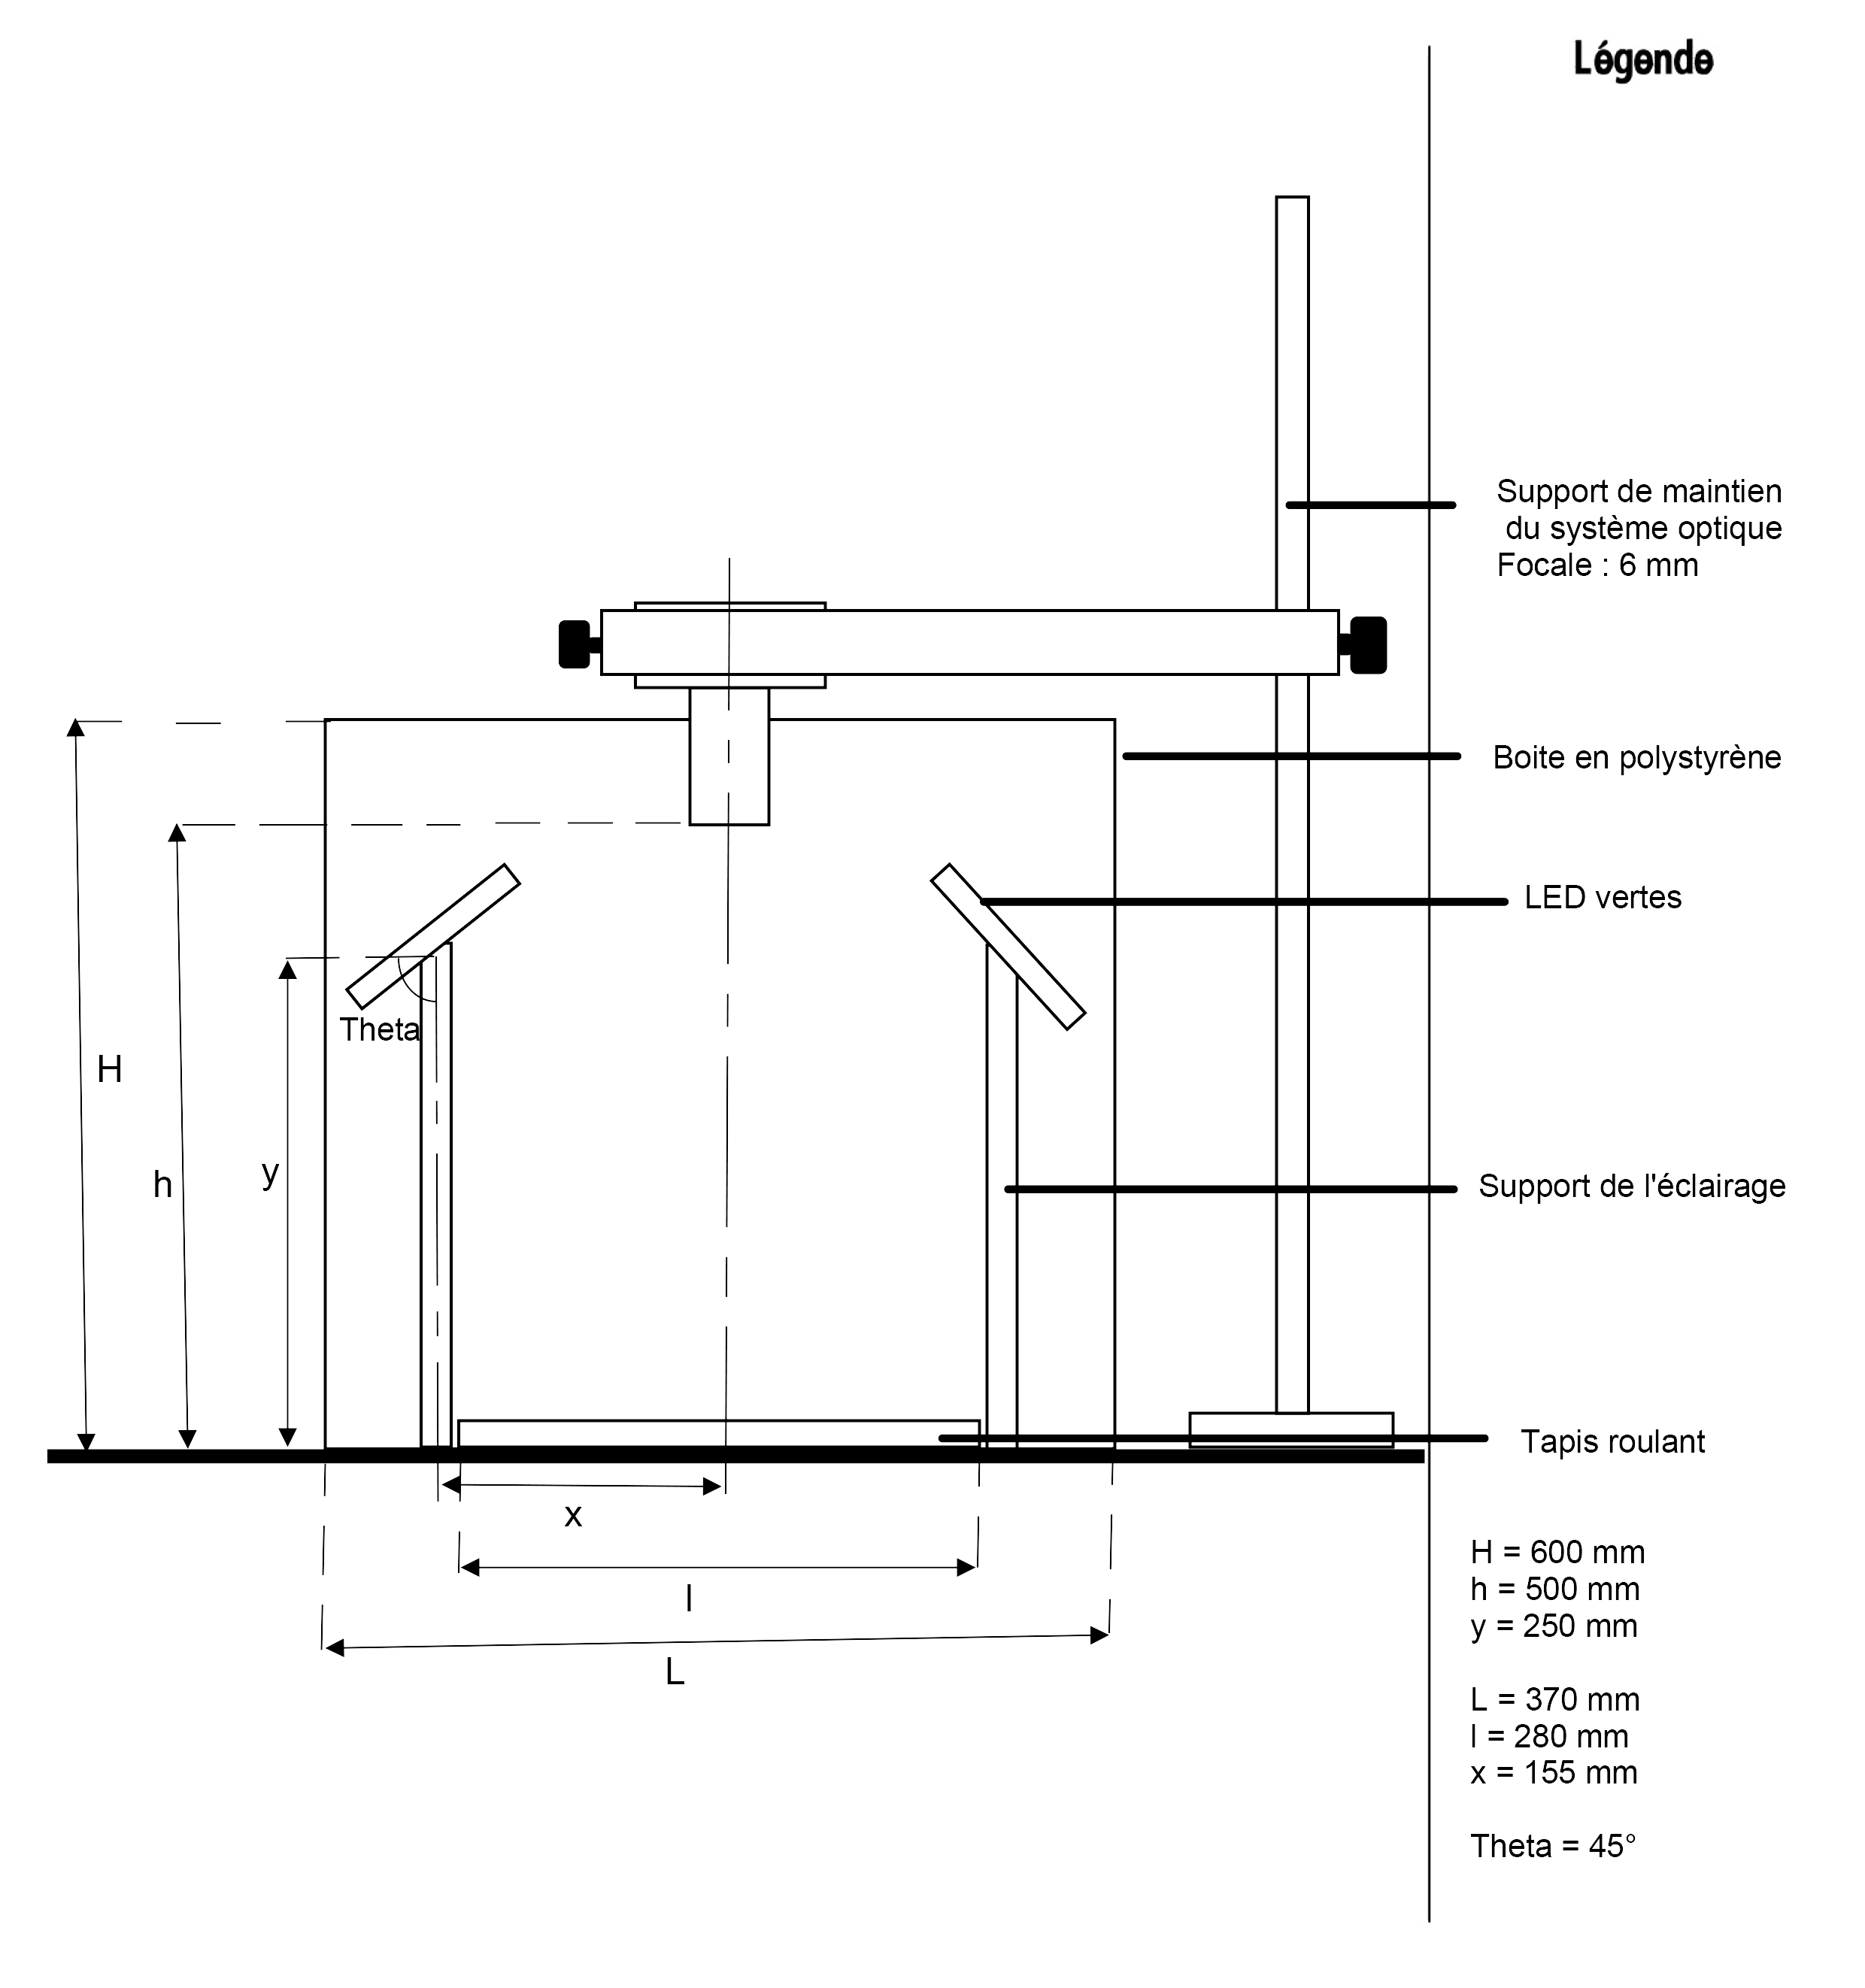 Légende
Support de maintien
du système optique
Focale : 6 mm
Boite en polystyrène
LED vertes
Theta
H
h
y
Support de l'éclairage
Tapis roulant
x
l
L
H = 600 mm
h = 500 mm
y = 250 mm
L = 370 mm
l = 280 mm
x = 155 mm
Theta = 45°